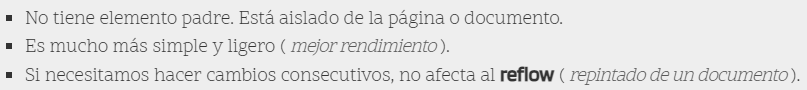 No tiene elemento padre. Está aislado de la página o documento.
Es mucho más simple y ligero ( mejor rendimiento ).
Si necesitamos hacer cambios consecutivos, no afecta al reflow ( repintado de un documento ).